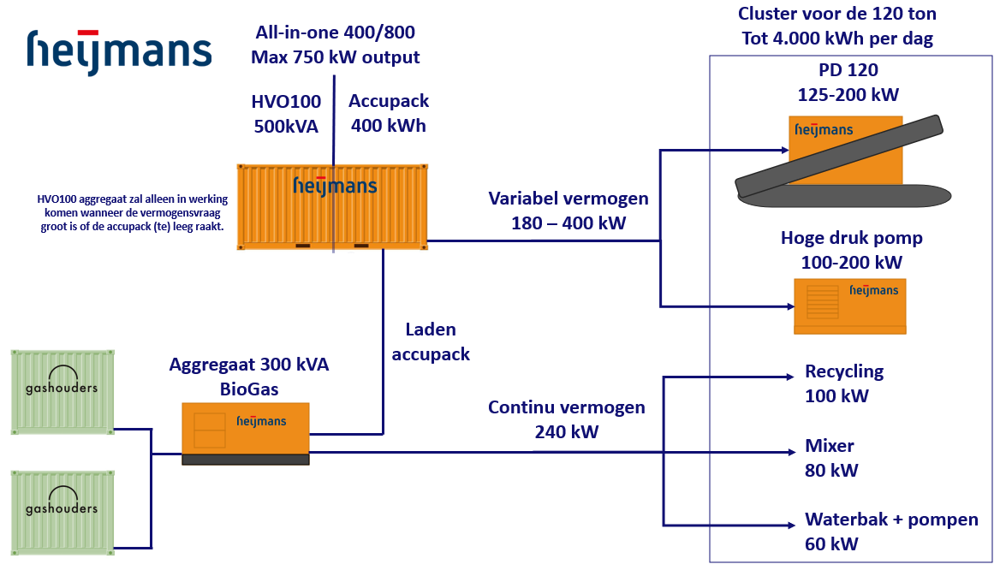 heijmans
All-in-one 400/800
Max 750 kW output
HVO100
500kVA
Accupack
400 kWh
heijmans
HVO100 aggregaat zal alleen in werking
komen wanneer de vermogensvraag
groot is of de accupack (te) leeg raakt.
Cluster voor de 120 ton
Tot 4.000 kWh per dag
PD 120
125-200 kW
heijmans
Variabel vermogen
180 – 400 kW
Hoge druk pomp
100-200 kW
heijmans
Laden
accupack
gashouders
gashouders
Aggregaat 300 kVA
BioGas
heijmans
Continu vermogen
240 kW
Recycling
100 kW
Mixer
80 kW
Waterbak + pompen
60 kW